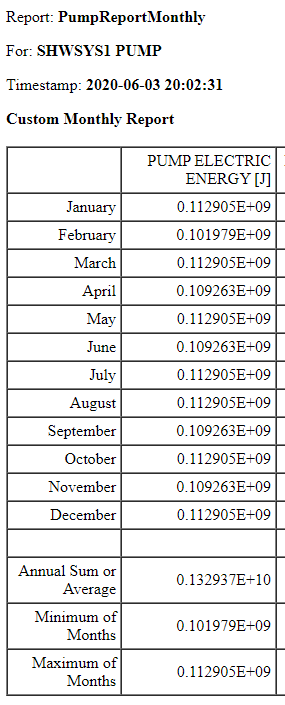 Report: PumpReportMonthly
For: SHWSYS1 PUMP
Timestamp: 2020-06-03 20:02:31
Custom Monthly Report
PUMP ELECTRIC
ENERGY [J]
January 0.112905E+09
February 0.101979E+09
March 0.112905E+09
April 0.109263E+09
May 0.112905E+09
June 0.109263E+09
July 0.112905E+09
August 0.112905E+09
September 0.109263E+09
October 0.112905E+09
November 0.109263E+09
December 0.112905E+09
Annual Sum or
Average 0.132937E+10
Minimum of
Months 0.101979E+09
Maximum of
Months 0.112905E+09